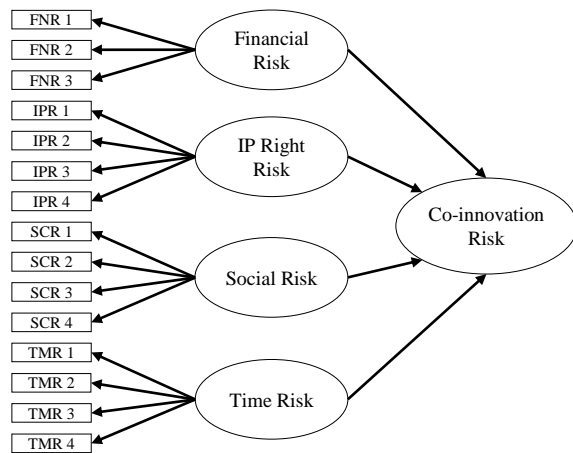 FNR 1
FNR 2
FNR 3
IPR 1
IPR 2
IPR 3
IPR 4
SCR 1
SCR 2
SCR 3
SCR 4
TMR 1
TMR 2
TMR 3
TMR 4
Financial
Risk
IP Right
Risk
Social Risk
Time Risk
Co-innovation
Risk